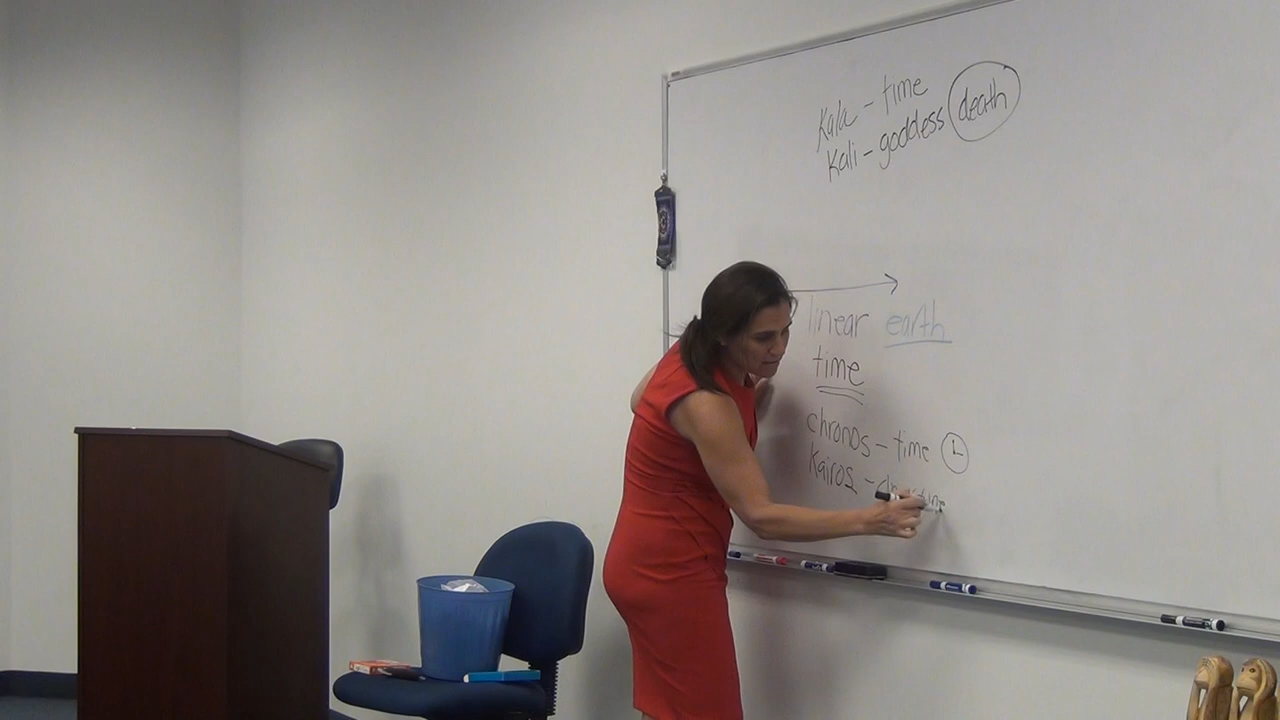 Kala - time
Kali - goddess death
linear earth
time
chronos - time
Kairos -